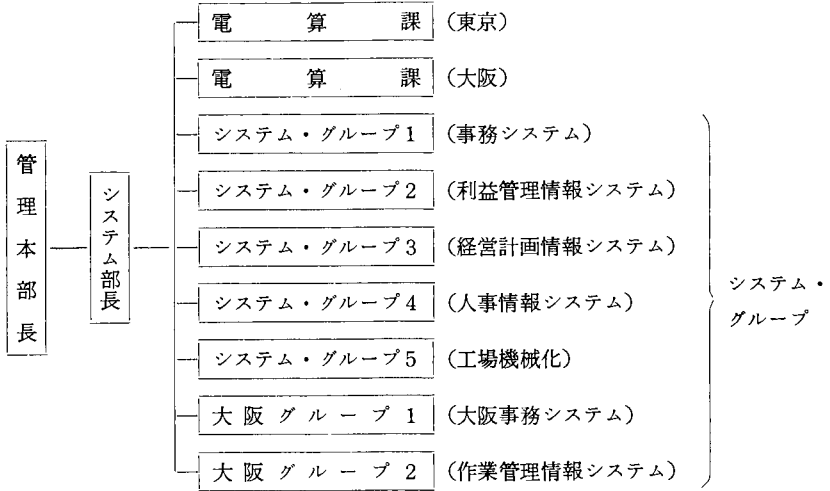 電算課 (東京)
電算課 (大阪)
システム・グループ1 (事務システム)
システム・グループ2 (利益管理情報システム)
システム・グループ3 (経営計画情報システム)
システム・グループ4 (人事情報システム)
システム・グループ5 (工場機械化)
大阪グループ1 (大阪事務システム)
大阪グループ2 (作業管理情報システム)
管理本部長
システム部長
システム・
グループ